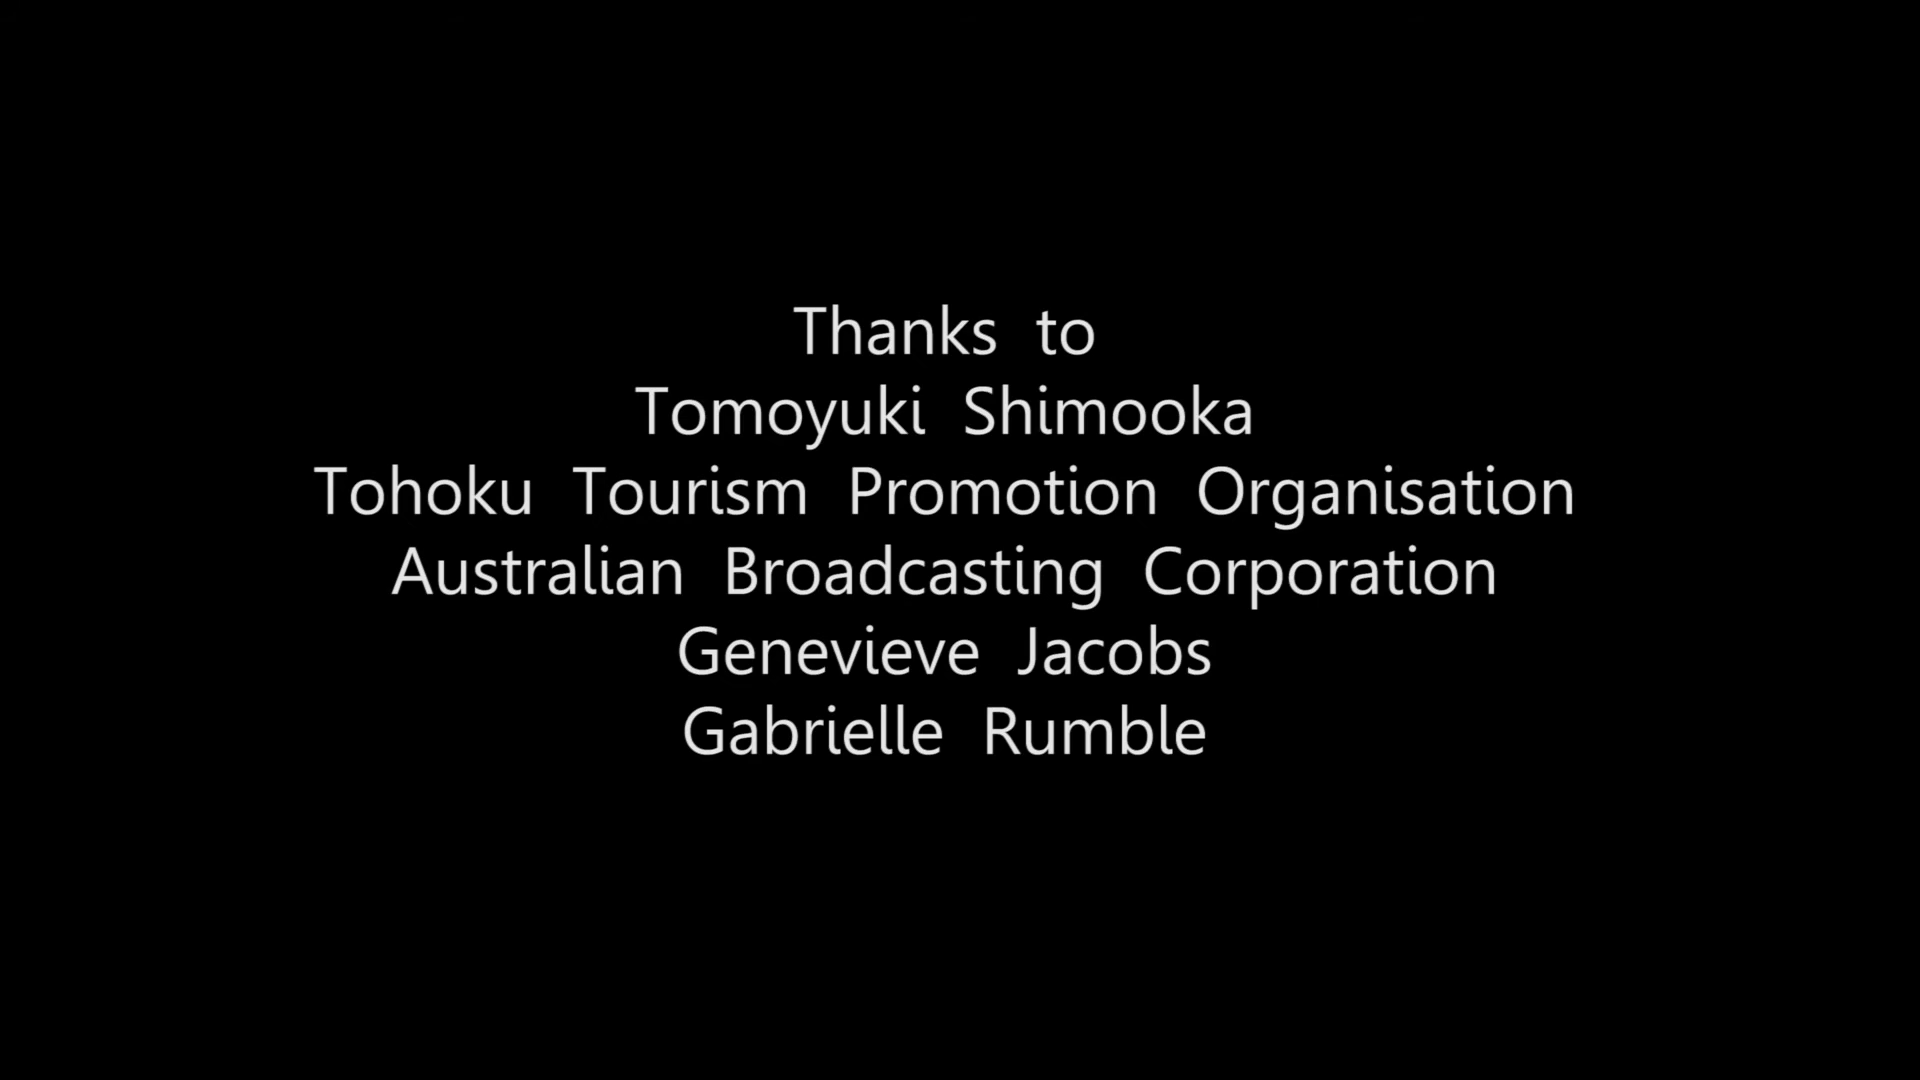 Thanks to
Tomoyuki Shimooka
Tohoku Tourism Promotion Organisation
Australian Broadcasting Corporation
Genevieve Jacobs
Gabrielle Rumble